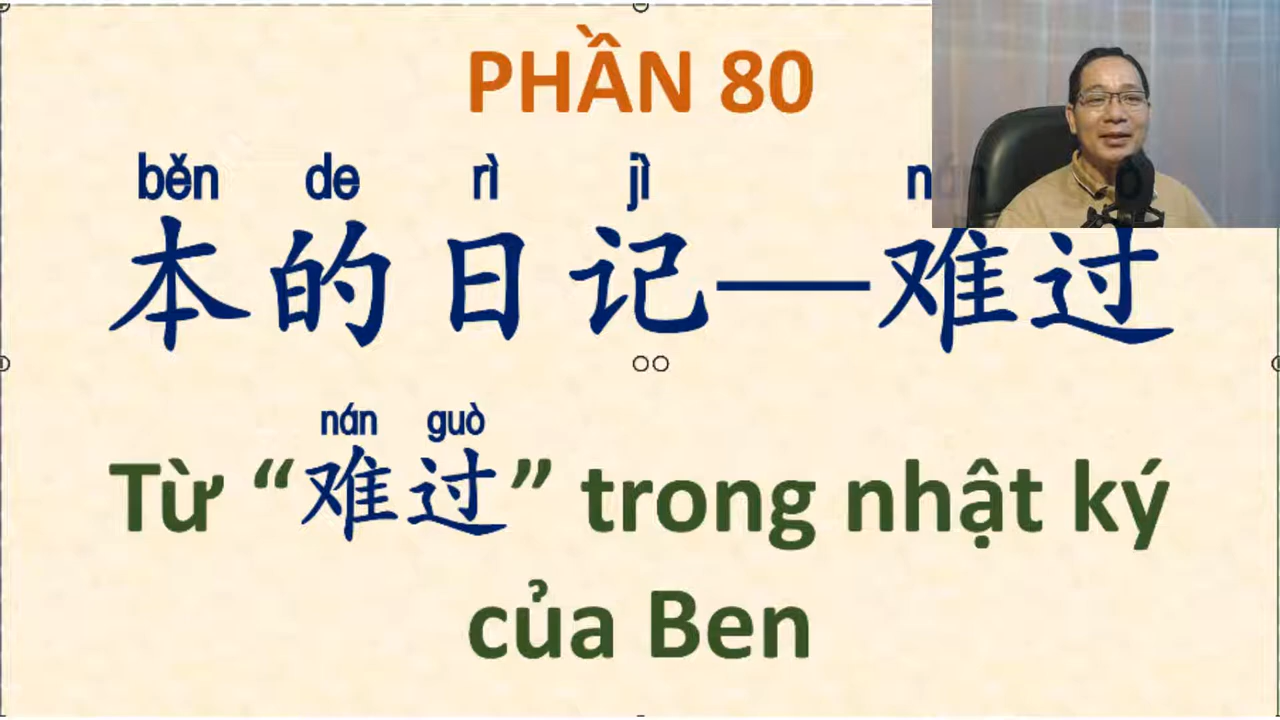 PHẦN 80
běn de rì jì
本的日记—难过
nán guò
Từ “难过” trong nhật ký
của Ben